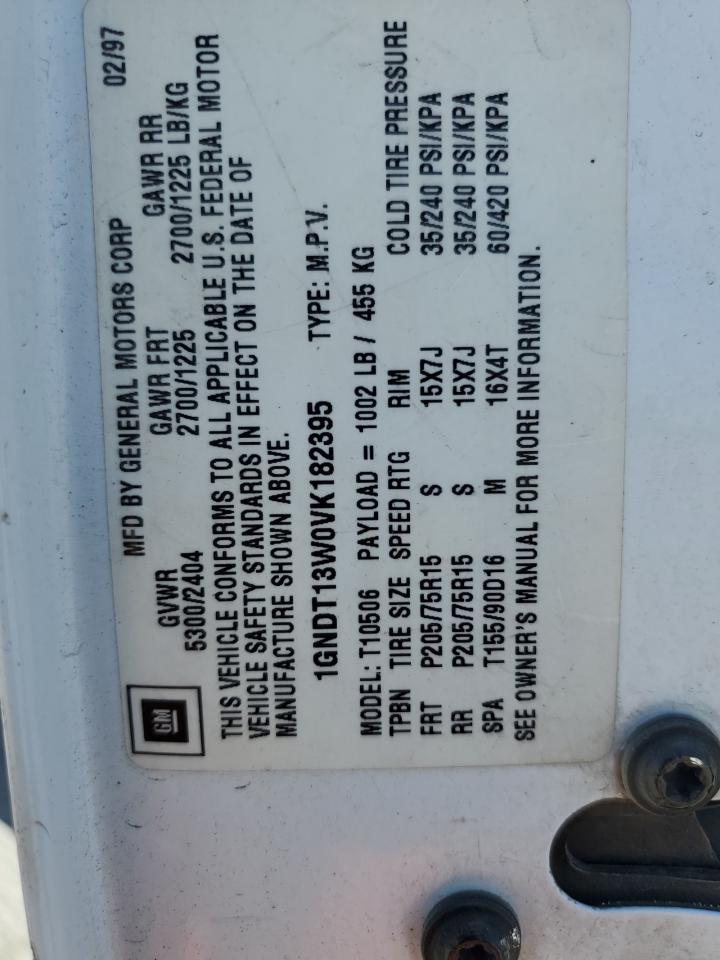 GM
MFD BY GENERAL MOTORS CORP 02/97
GVWR GAWR FRT GAWR RR
5300/2404 2700/1225 2700/1225 LB/KG
THIS VEHICLE CONFORMS TO ALL APPLICABLE U.S. FEDERAL MOTOR
VEHICLE SAFETY STANDARDS IN EFFECT ON THE DATE OF
MANUFACTURE SHOWN ABOVE.
1GNDT13W0VK182395 TYPE: M.P.V.
MODEL: T10506 PAYLOAD = 1002 LB / 455 KG
TPBN TIRE SIZE SPEED RTG RIM COLD TIRE PRESSURE
FRT P205/75R15 S 15X7J 35/240 PSI/KPA
RR P205/75R15 S 15X7J 35/240 PSI/KPA
SPA T155/90D16 M 16X4T 60/420 PSI/KPA
SEE OWNER'S MANUAL FOR MORE INFORMATION.